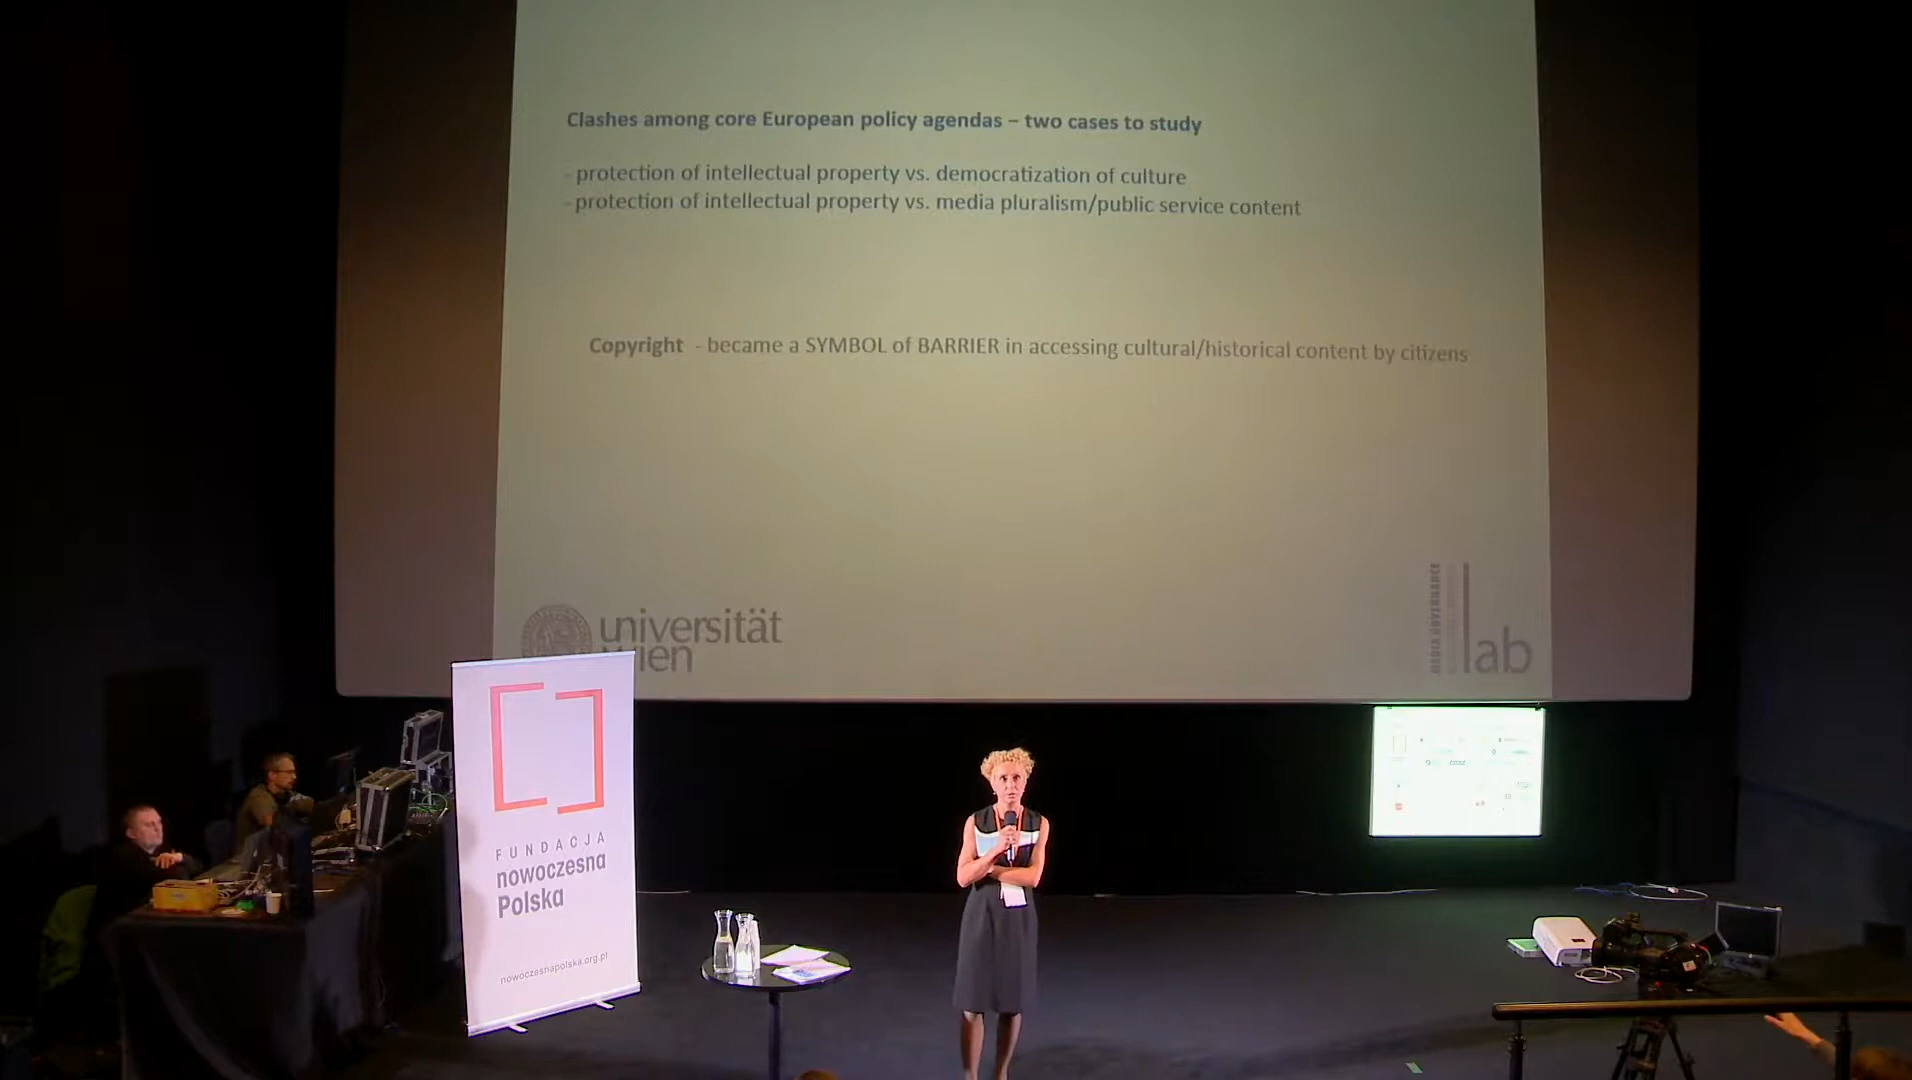 Clashes among core European policy agendas – two cases to study
- protection of intellectual property vs. democratization of culture
- protection of intellectual property vs. media pluralism/public service content
Copyright - became a SYMBOL of BARRIER in accessing cultural/historical content by citizens
universität
wien
MEDIA GOVERNANCE
lab
FUNDACJA
nowoczesna
Polska
nowoczesnapolska.org.pl